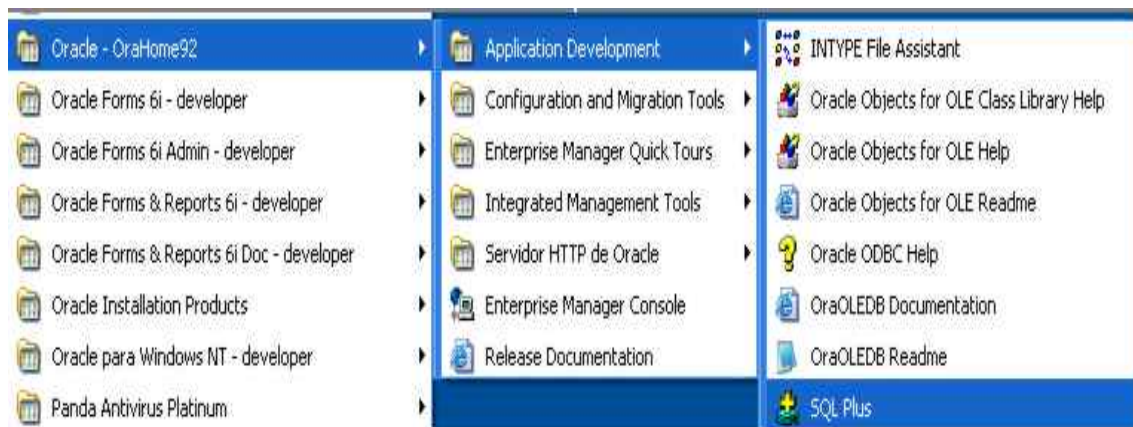 Oracle - OraHome92
Oracle Forms 6i - developer
Oracle Forms 6i Admin - developer
Oracle Forms & Reports 6i - developer
Oracle Forms & Reports 6i Doc - developer
Oracle Installation Products
Oracle para Windows NT - developer
Panda Antivirus Platinum
Application Development
Configuration and Migration Tools
Enterprise Manager Quick Tours
Integrated Management Tools
Servidor HTTP de Oracle
Enterprise Manager Console
Release Documentation
INTYPE File Assistant
Oracle Objects for OLE Class Library Help
Oracle Objects for OLE Help
Oracle Objects for OLE Readme
Oracle ODBC Help
OraOLEDB Documentation
OraOLEDB Readme
SQL Plus